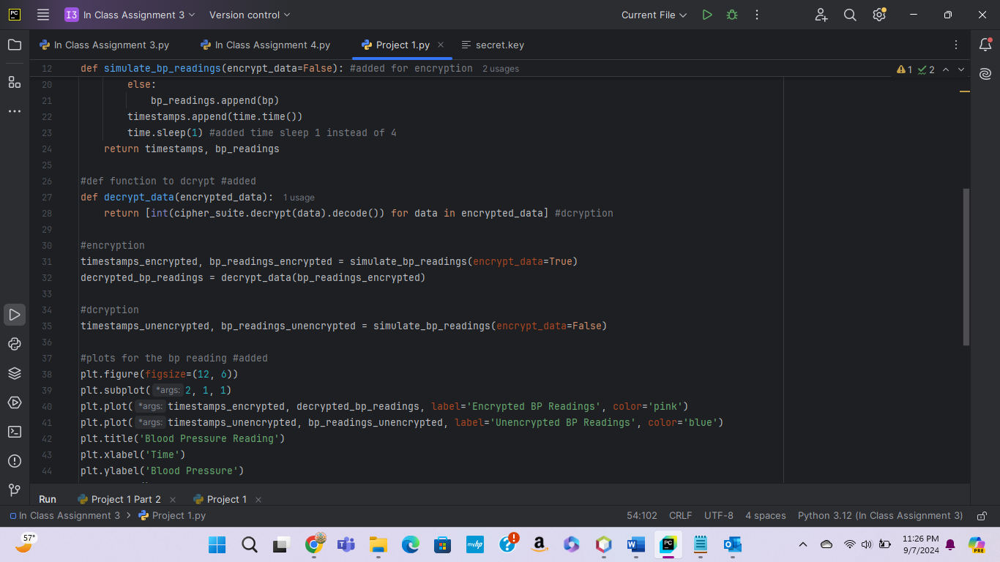 PC I3 In Class Assignment 3 Version control Current File
In Class Assignment 3.py In Class Assignment 4.py Project 1.py secret.key
12 def simulate_bp_readings(encrypt_data=False): #added for encryption 2 usages 1 2
20 else:
21 bp_readings.append(bp)
22 timestamps.append(time.time())
23 time.sleep(1) #added time sleep 1 instead of 4
24 return timestamps, bp_readings
25
26 #def function to dcrypt #added
27 def decrypt_data(encrypted_data): 1 usage
28 return [int(cipher_suite.decrypt(data).decode()) for data in encrypted_data] #dcryption
29
30 #encryption
31 timestamps_encrypted, bp_readings_encrypted = simulate_bp_readings(encrypt_data=True)
32 decrypted_bp_readings = decrypt_data(bp_readings_encrypted)
33
34 #dcryption
35 timestamps_unencrypted, bp_readings_unencrypted = simulate_bp_readings(encrypt_data=False)
36
37 #plots for the bp reading #added
38 plt.figure(figsize=(12, 6))
39 plt.subplot( *args: 2, 1, 1)
40 plt.plot( *args: timestamps_encrypted, decrypted_bp_readings, label='Encrypted BP Readings', color='pink')
41 plt.plot( *args: timestamps_unencrypted, bp_readings_unencrypted, label='Unencrypted BP Readings', color='blue')
42 plt.title('Blood Pressure Reading')
43 plt.xlabel('Time')
44 plt.ylabel('Blood Pressure')
Run Project 1 Part 2 Project 1
In Class Assignment 3 Project 1.py 54:102 CRLF UTF-8 4 spaces Python 3.12 (In Class Assignment 3)
57° myhp a W PC PRE
11:26 PM
9/7/2024